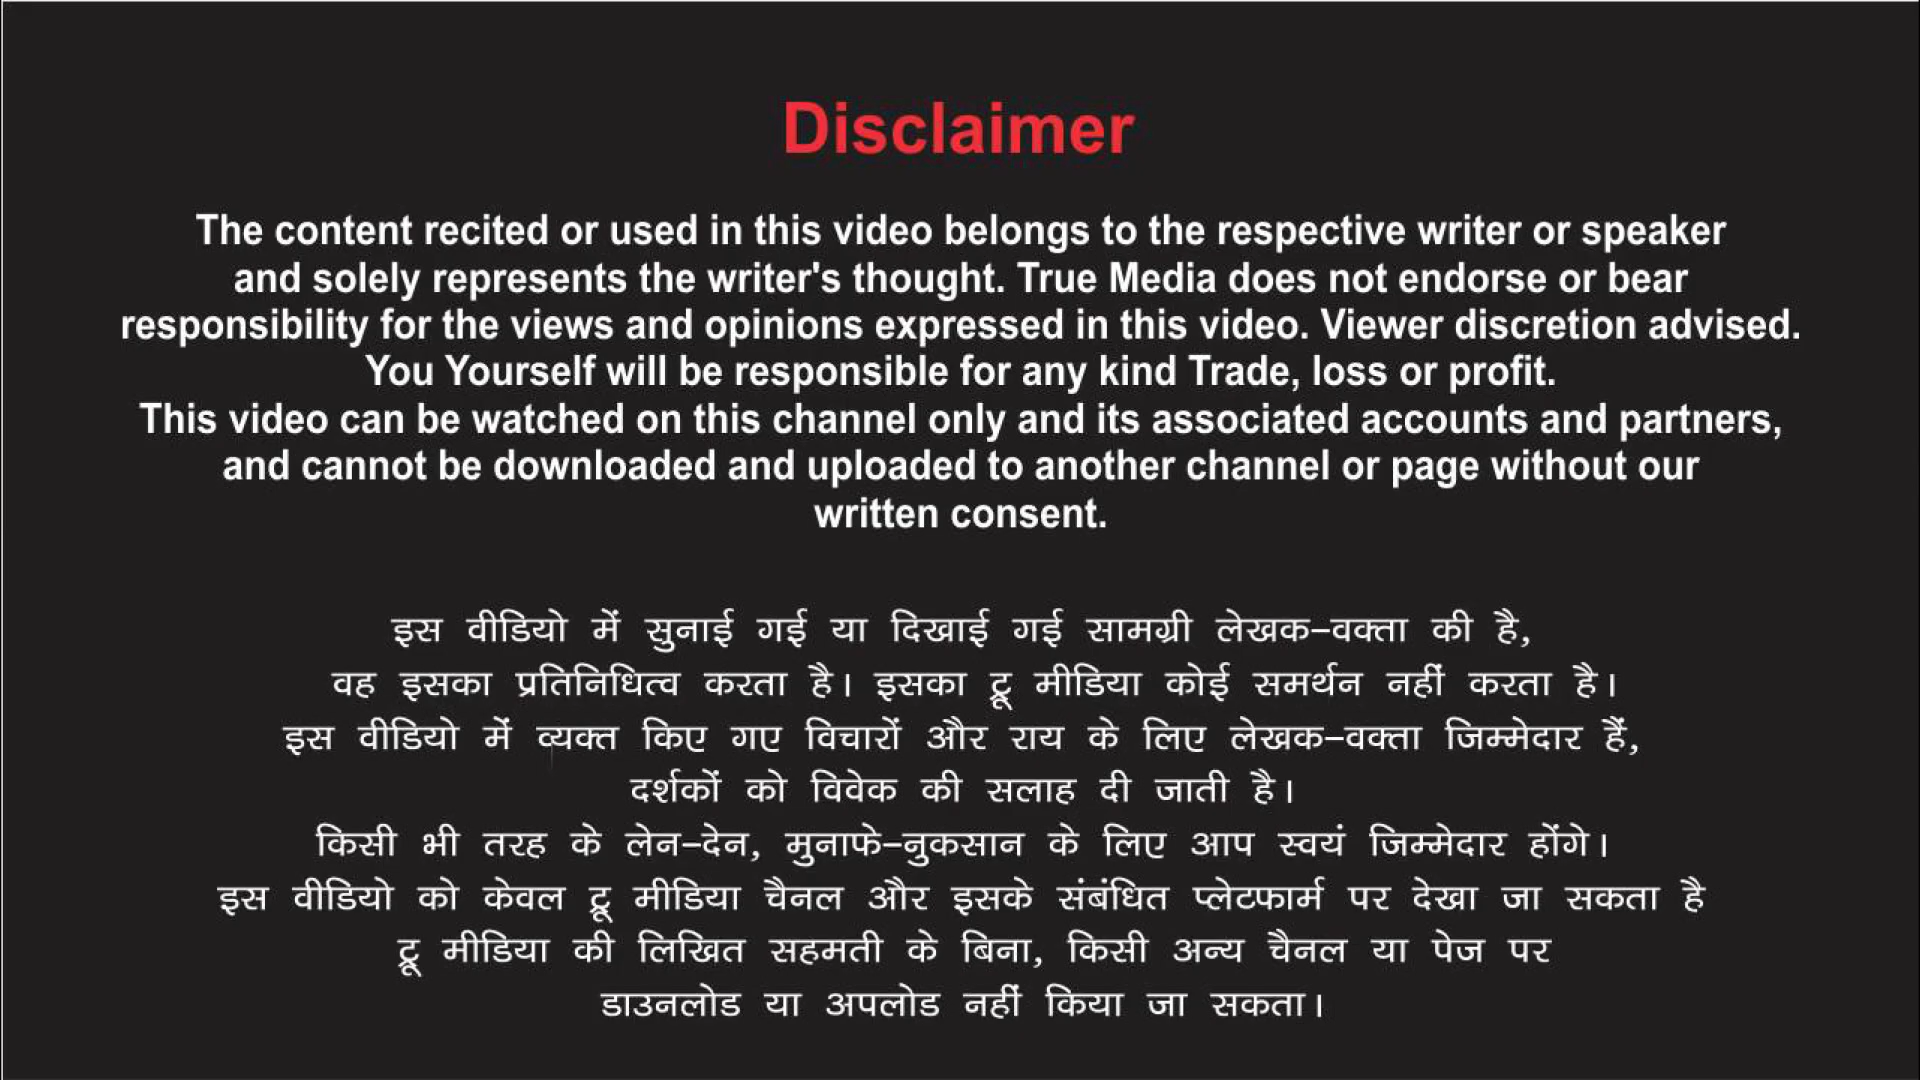 Disclaimer
The content recited or used in this video belongs to the respective writer or speaker
and solely represents the writer's thought. True Media does not endorse or bear
responsibility for the views and opinions expressed in this video. Viewer discretion advised.
You Yourself will be responsible for any kind Trade, loss or profit.
This video can be watched on this channel only and its associated accounts and partners,
and cannot be downloaded and uploaded to another channel or page without our
written consent.
इस वीडियो में सुनाई गई या दिखाई गई सामग्री लेखक–वक्ता की है,
वह इसका प्रतिनिधित्व करता है। इसका ट्रू मीडिया कोई समर्थन नहीं करता है।
इस वीडियो में व्यक्त किए गए विचारों और राय के लिए लेखक–वक्ता जिम्मेदार हैं,
दर्शकों को विवेक की सलाह दी जाती है।
किसी भी तरह के लेन–देन, मुनाफे–नुकसान के लिए आप स्वयं जिम्मेदार होंगे।
इस वीडियो को केवल ट्रू मीडिया चैनल और इसके संबंधित प्लेटफार्म पर देखा जा सकता है
ट्रू मीडिया की लिखित सहमती के बिना, किसी अन्य चैनल या पेज पर
डाउनलोड या अपलोड नहीं किया जा सकता।